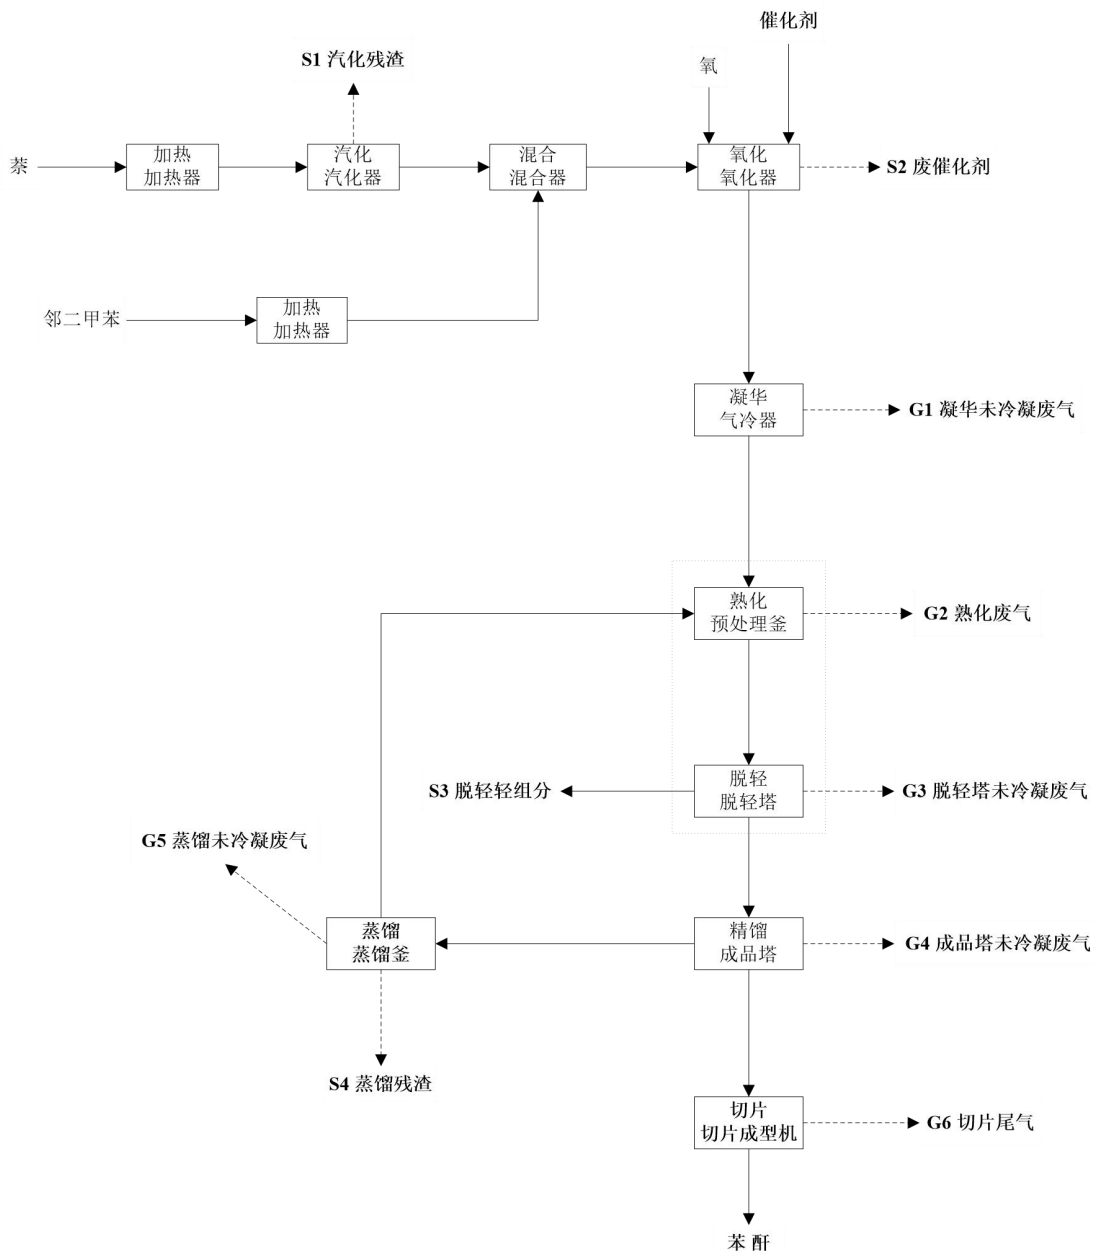 催化剂
S1 汽化残渣
氧
萘
加热
加热器
汽化
汽化器
混合
混合器
氧化
氧化器
S2 废催化剂
邻二甲苯
加热
加热器
凝华
气冷器
G1 凝华未冷凝废气
熟化
预处理釜
G2 熟化废气
S3 脱轻轻组分
脱轻
脱轻塔
G3 脱轻塔未冷凝废气
G5 蒸馏未冷凝废气
蒸馏
蒸馏釜
精馏
成品塔
G4 成品塔未冷凝废气
S4 蒸馏残渣
切片
切片成型机
G6 切片尾气
苯 酐